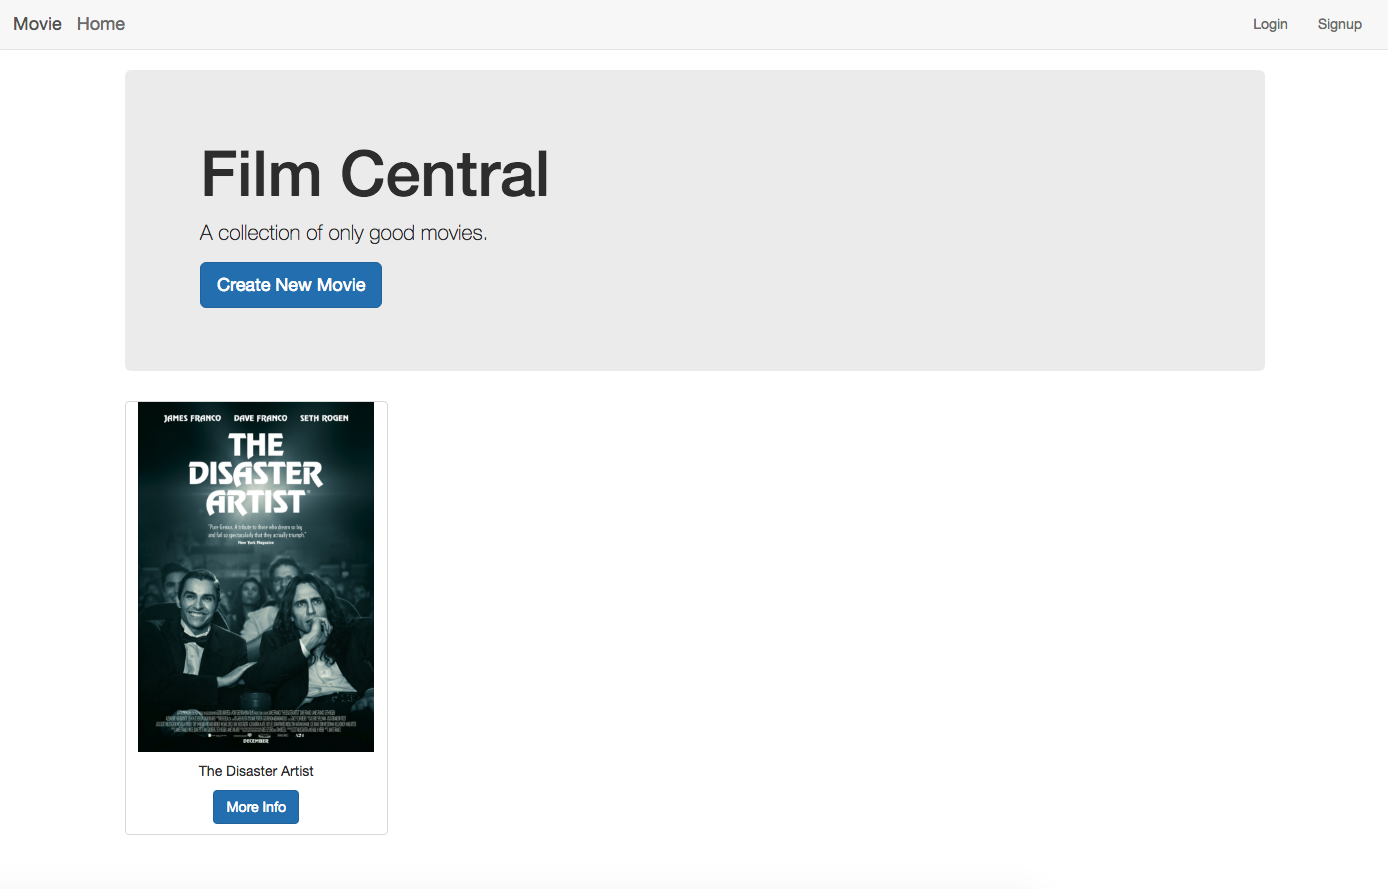 Movie Home Login Signup
Film Central
A collection of only good movies.
Create New Movie
JAMES FRANCO DAVE FRANCO SETH ROGEN
THE
DISASTER
ARTIST
"Pure Genius. A tribute to those who dream so big
and fail so spectacularly that they actually triumph."
New York Magazine
DECEMBER
The Disaster Artist
More Info